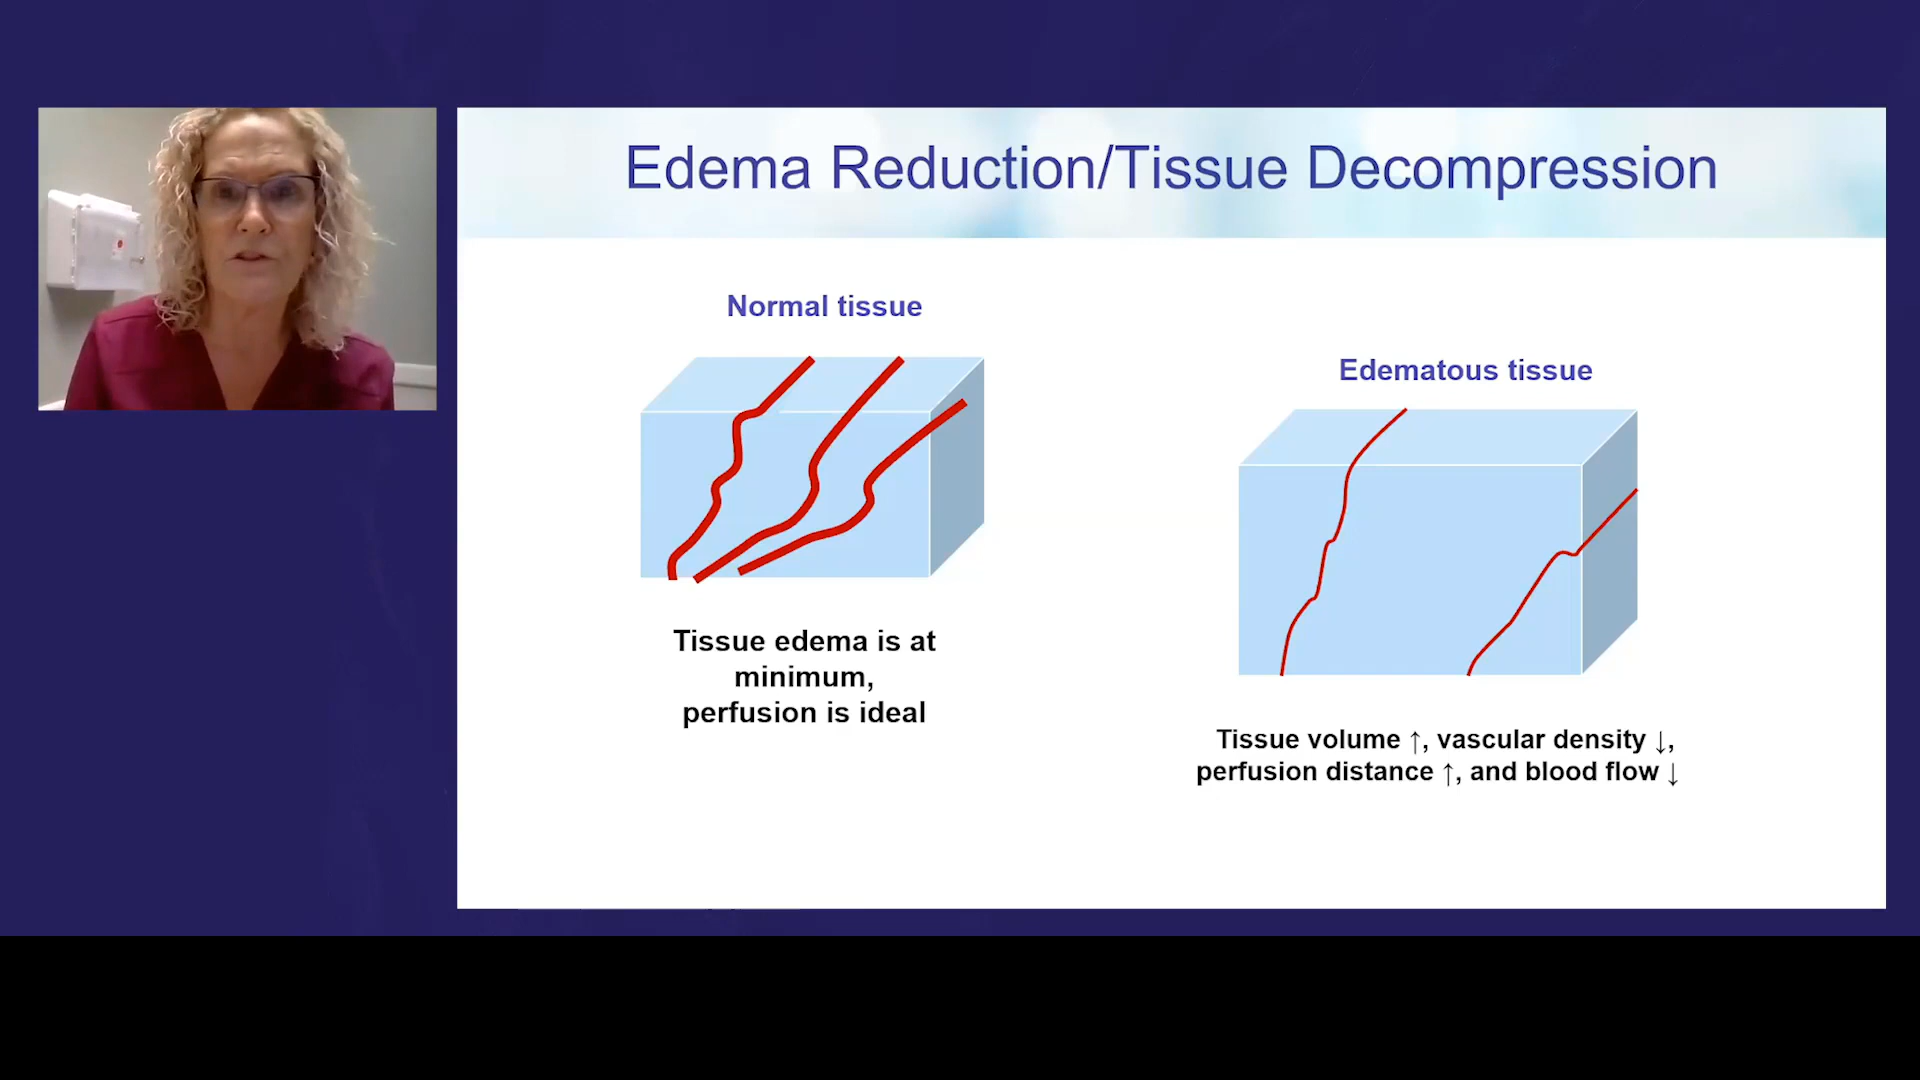 Edema Reduction/Tissue Decompression
Normal tissue
Edematous tissue
Tissue edema is at
minimum,
perfusion is ideal
Tissue volume ↑, vascular density ↓,
perfusion distance ↑, and blood flow ↓